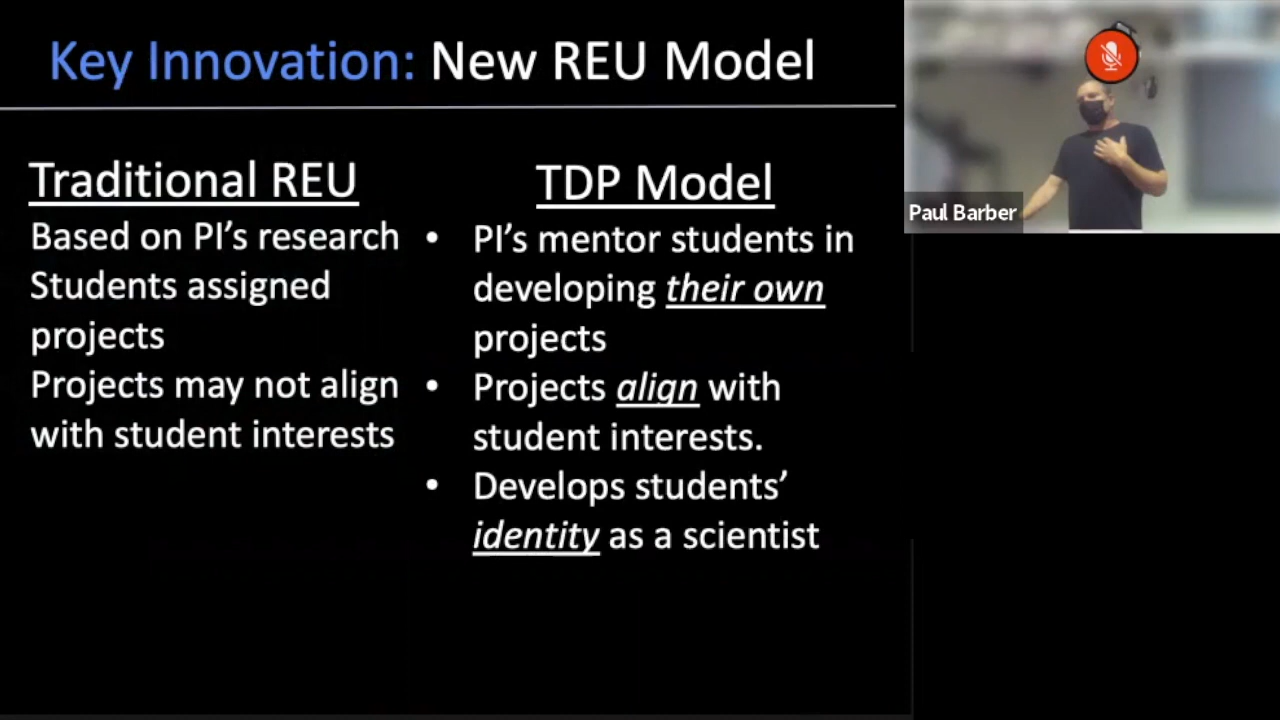 Key Innovation: New REU Model
Traditional REU
Based on PI's research
Students assigned
projects
Projects may not align
with student interests
TDP Model
• PI's mentor students in
developing their own
projects
• Projects align with
student interests.
• Develops students'
identity as a scientist
Paul Barber